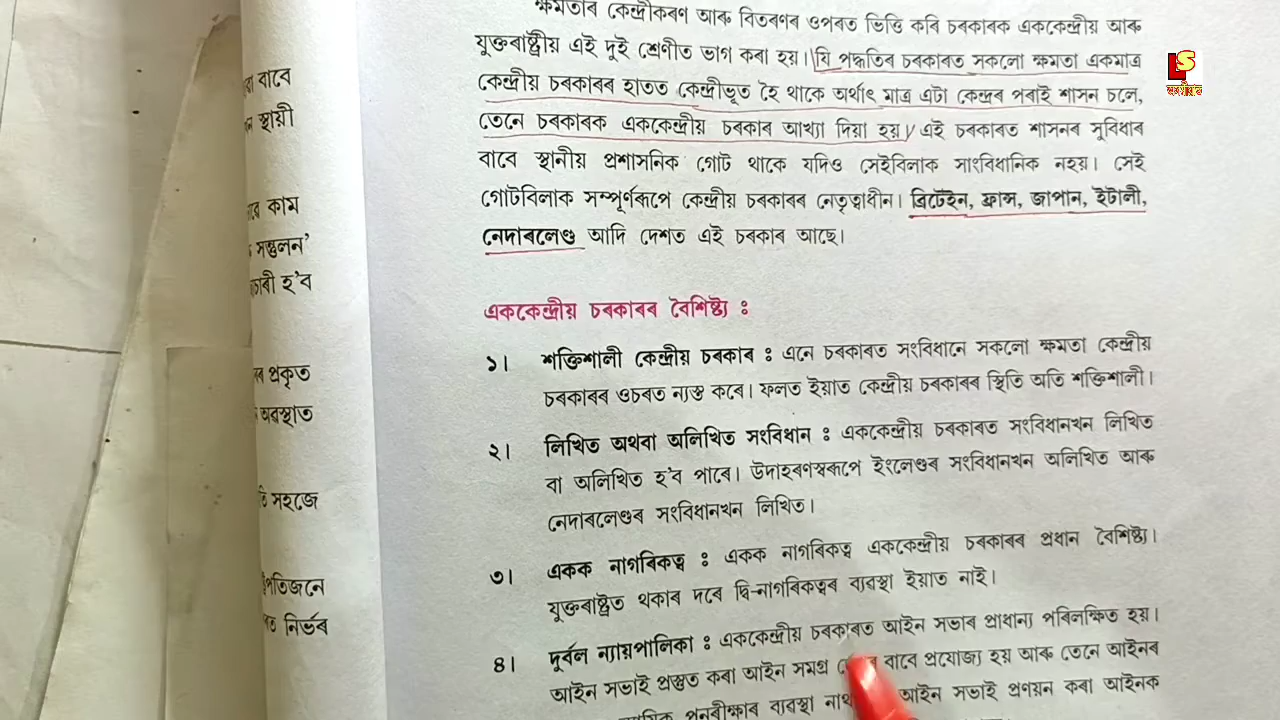 ক্ষমতাৰ কেন্দ্ৰীকৰণ আৰু বিতৰণৰ ওপৰত ভিত্তি কৰি চৰকাৰক এককেন্দ্ৰীয় আৰু
যুক্তৰাষ্ট্ৰীয় এই দুই শ্ৰেণীত ভাগ কৰা হয়। যি পদ্ধতিৰ চৰকাৰত সকলো ক্ষমতা একমাত্ৰ
কেন্দ্ৰীয় চৰকাৰৰ হাতত কেন্দ্ৰীভূত হৈ থাকে অৰ্থাৎ মাত্ৰ এটা কেন্দ্ৰৰ পৰাই শাসন চলে,
তেনে চৰকাৰক এককেন্দ্ৰীয় চৰকাৰ আখ্যা দিয়া হয়। এই চৰকাৰত শাসনৰ সুবিধাৰ
বাবে স্থানীয় প্ৰশাসনিক গোট থাকে যদিও সেইবিলাক সাংবিধানিক নহয়। সেই
গোটবিলাক সম্পূৰ্ণৰূপে কেন্দ্ৰীয় চৰকাৰৰ নেতৃত্বাধীন। ব্ৰিটেইন, ফ্ৰান্স, জাপান, ইটালী,
নেদাৰলেণ্ড আদি দেশত এই চৰকাৰ আছে।
এককেন্দ্ৰীয় চৰকাৰৰ বৈশিষ্ট্য :
১। শক্তিশালী কেন্দ্ৰীয় চৰকাৰ : এনে চৰকাৰত সংবিধানে সকলো ক্ষমতা কেন্দ্ৰীয়
চৰকাৰৰ ওচৰত ন্যস্ত কৰে। ফলত ইয়াত কেন্দ্ৰীয় চৰকাৰৰ স্থিতি অতি শক্তিশালী।
২। লিখিত অথবা অলিখিত সংবিধান : এককেন্দ্ৰীয় চৰকাৰত সংবিধানখন লিখিত
বা অলিখিত হ'ব পাৰে। উদাহৰণস্বৰূপে ইংলেণ্ডৰ সংবিধানখন অলিখিত আৰু
নেদাৰলেণ্ডৰ সংবিধানখন লিখিত।
৩। একক নাগৰিকত্ব : একক নাগৰিকত্ব এককেন্দ্ৰীয় চৰকাৰৰ প্ৰধান বৈশিষ্ট্য।
যুক্তৰাষ্ট্ৰত থকাৰ দৰে দ্বি-নাগৰিকত্বৰ ব্যৱস্থা ইয়াত নাই।
৪। দুৰ্বল ন্যায়পালিকা : এককেন্দ্ৰীয় চৰকাৰত আইন সভাৰ প্ৰাধান্য পৰিলক্ষিত হয়।
আইন সভাই প্ৰস্তুত কৰা আইন সমগ্ৰ বাবে প্ৰযোজ্য হয় আৰু তেনে আইনৰ
পুনৰীক্ষাৰ ব্যৱস্থা আইন সভাই প্ৰণয়ন কৰা আইনক
বাবে
স্থায়ী
কাম
সন্তুলন'
হ'ব
প্ৰকৃত
অৱস্থাত
সহজে
নিৰ্ভৰ
LS